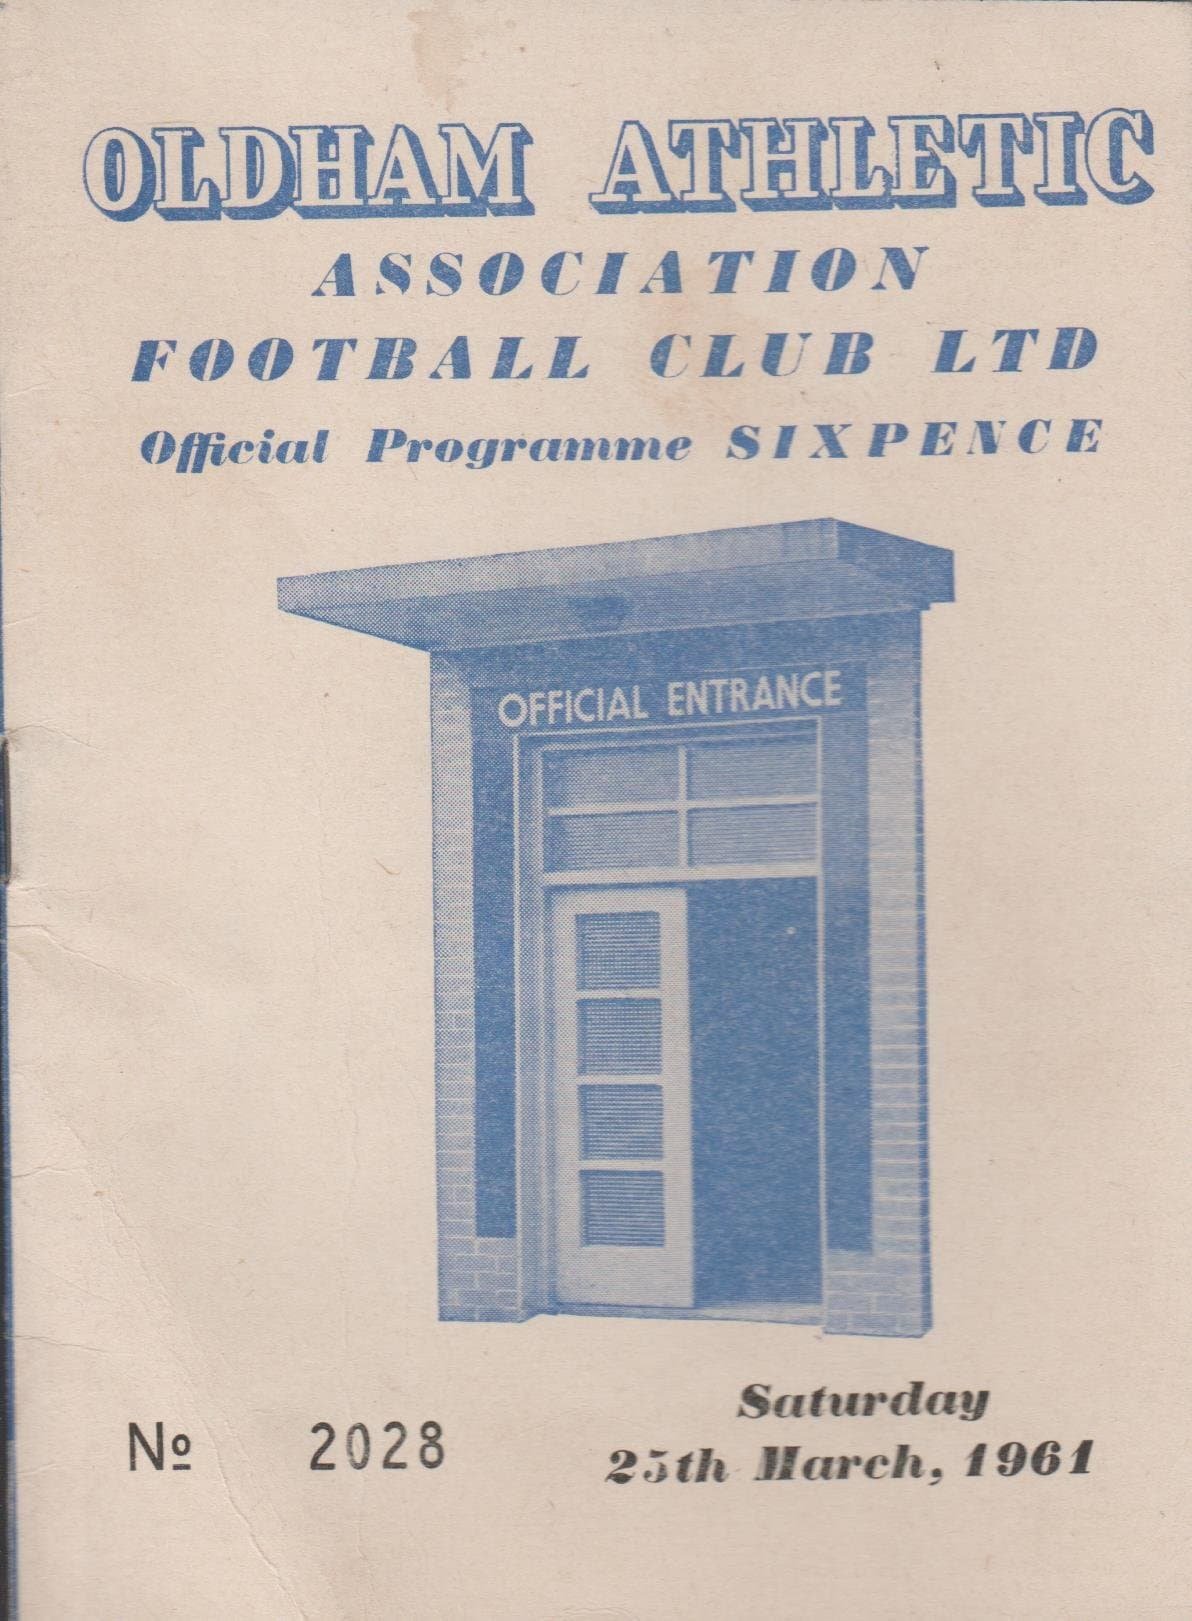 OLDHAM ATHLETIC
ASSOCIATION
FOOTBALL CLUB LTD
Official Programme SIXPENCE
OFFICIAL ENTRANCE
Saturday
25th March, 1961
No 2028